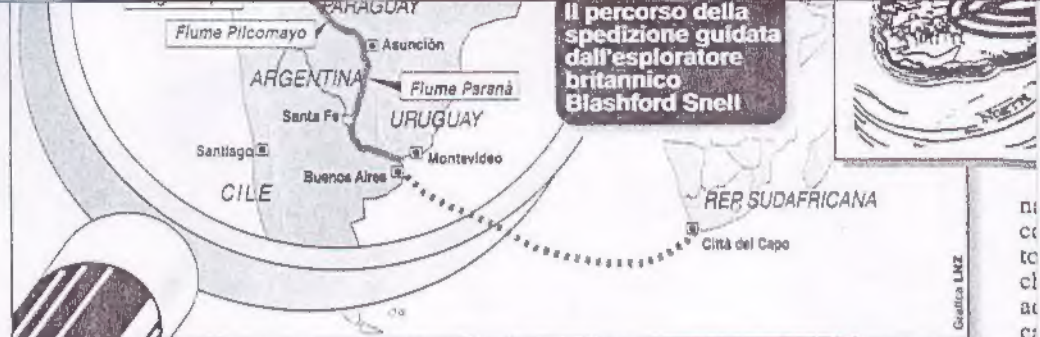 PARAGUAY
Fiume Pilcomayo
Asunción
ARGENTINA
Fiume Paranà
Santa Fe
URUGUAY
Santiago
Montevideo
Buenos Aires
CILE
Il percorso della
spedizione guidata
dall'esploratore
britannico
Blashford Snell
REP. SUDAFRICANA
Città del Capo
Grafica LNZ